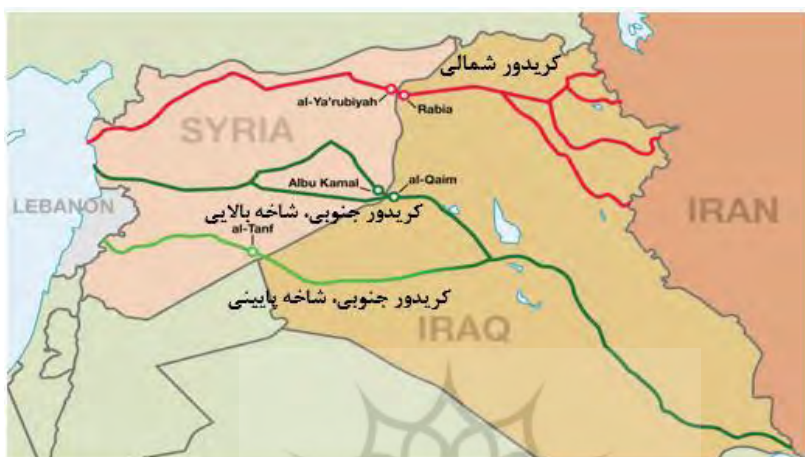 کریدور شمالی
al-Ya'rubiyah
Rabia
SYRIA
Albu Kamal
al-Qaim
LEBANON
کریدور جنوبی، شاخه بالایی
IRAN
al-Tanf
کریدور جنوبی، شاخه پایینی
IRAQ